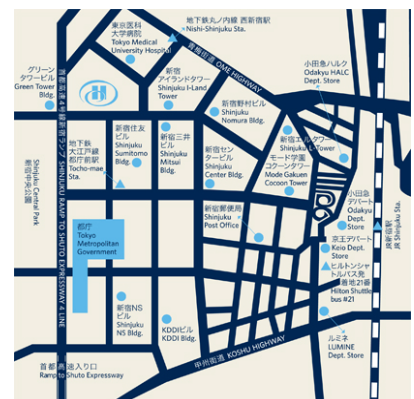 東京医科
大学病院
Tokyo Medical
University Hospital
地下鉄丸ノ内線 西新宿駅
Nishi-Shinjuku Sta.
青梅街道 OME HIGHWAY
小田急ハルク
Odakyu HALC
Dept. Store
グリーン
タワービル
Green Tower
Bldg.
新宿
アイランドタワー
Shinjuku I-Land
Tower
新宿野村ビル
Shinjuku
Nomura Bldg.
新宿エルタワー
Shinjuku L Tower
モード学園
コクーンタワー
Mode Gakuen
Cocoon Tower
首都高速4号線新宿ランプ SHINJUKU RAMP TO SHUTO EXPRESSWAY 4 LINE
新宿住友
ビル
Shinjuku
Sumitomo
Bldg.
新宿三井
ビル
Shinjuku
Mitsui
Bldg.
新宿セン
タービル
Shinjuku
Center Bldg.
地下鉄
大江戸線
都庁前駅
Tocho-mae
Sta.
Shinjuku Central Park
新宿中央公園
小田急
デパート
Odakyu
Dept.
Store
JR新宿駅
JR Shinjuku Sta.
新宿郵便局
Shinjuku
Post Office
都庁
Tokyo
Metropolitan
Government
京王デパート
Keio Dept.
Store
ヒルトンシャ
トルバス発
着地21番
Hilton Shuttle
bus #21
新宿NS
ビル
Shinjuku
NS Bldg.
KDDIビル
KDDI Bldg.
ルミネ
LUMINE
Dept. Store
甲州街道 KOSHU HIGHWAY
首都高速入り口
Ramp to Shuto Expressway